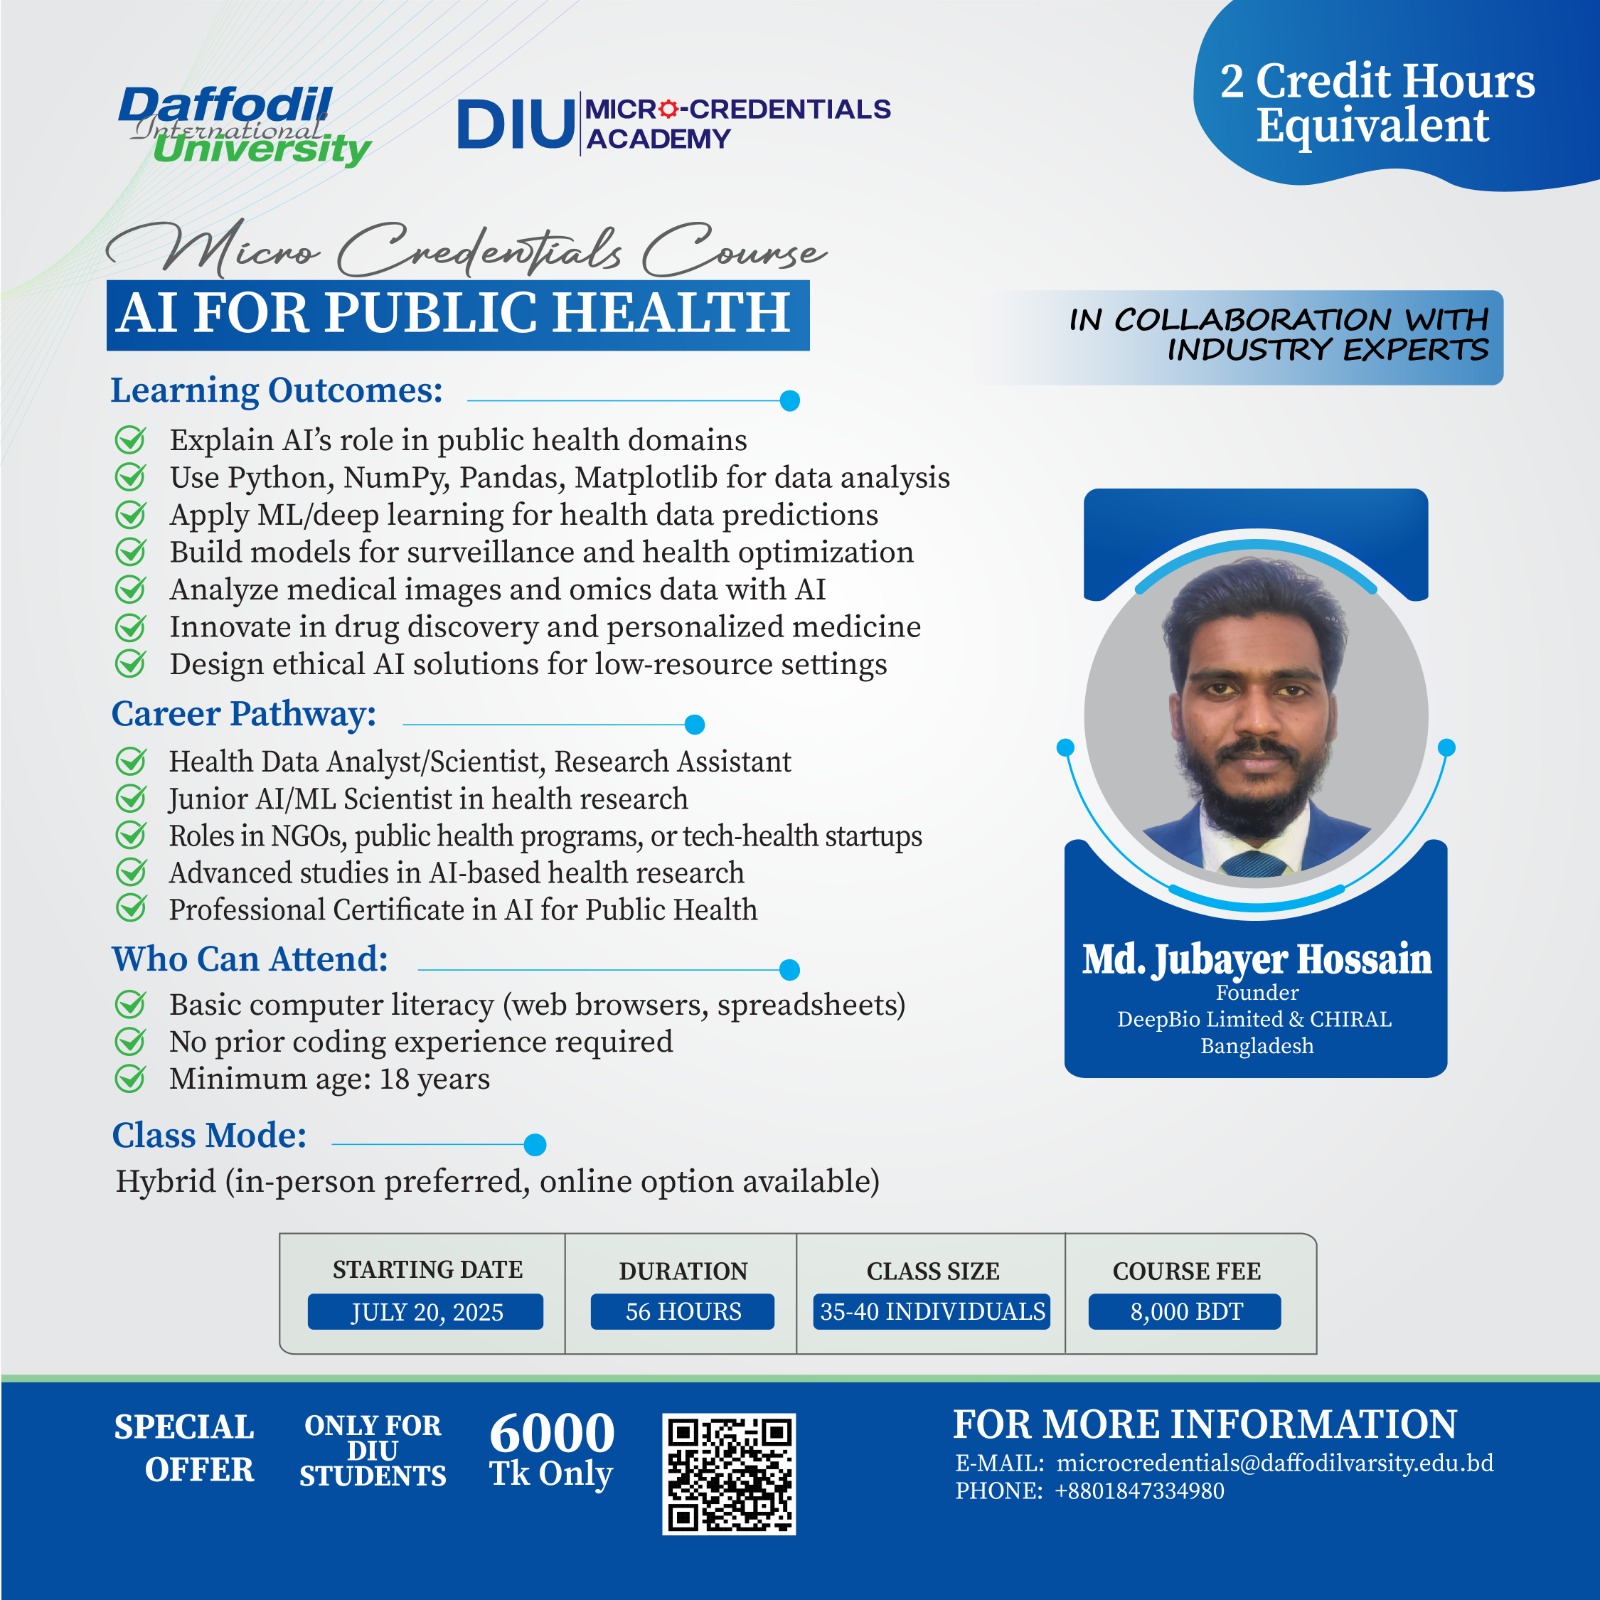 Daffodil
International
University
DIU MICRO-CREDENTIALS
ACADEMY
2 Credit Hours
Equivalent
Micro Credentials Course
AI FOR PUBLIC HEALTH
IN COLLABORATION WITH
INDUSTRY EXPERTS
Learning Outcomes:
Explain AI’s role in public health domains
Use Python, NumPy, Pandas, Matplotlib for data analysis
Apply ML/deep learning for health data predictions
Build models for surveillance and health optimization
Analyze medical images and omics data with AI
Innovate in drug discovery and personalized medicine
Design ethical AI solutions for low-resource settings
Career Pathway:
Health Data Analyst/Scientist, Research Assistant
Junior AI/ML Scientist in health research
Roles in NGOs, public health programs, or tech-health startups
Advanced studies in AI-based health research
Professional Certificate in AI for Public Health
Who Can Attend:
Basic computer literacy (web browsers, spreadsheets)
No prior coding experience required
Minimum age: 18 years
Class Mode:
Hybrid (in-person preferred, online option available)
Md. Jubayer Hossain
Founder
DeepBio Limited & CHIRAL
Bangladesh
STARTING DATE
JULY 20, 2025
DURATION
56 HOURS
CLASS SIZE
35-40 INDIVIDUALS
COURSE FEE
8,000 BDT
SPECIAL
OFFER
ONLY FOR
DIU
STUDENTS
6000
Tk Only
FOR MORE INFORMATION
E-MAIL: microcredentials@daffodilvarsity.edu.bd
PHONE: +8801847334980